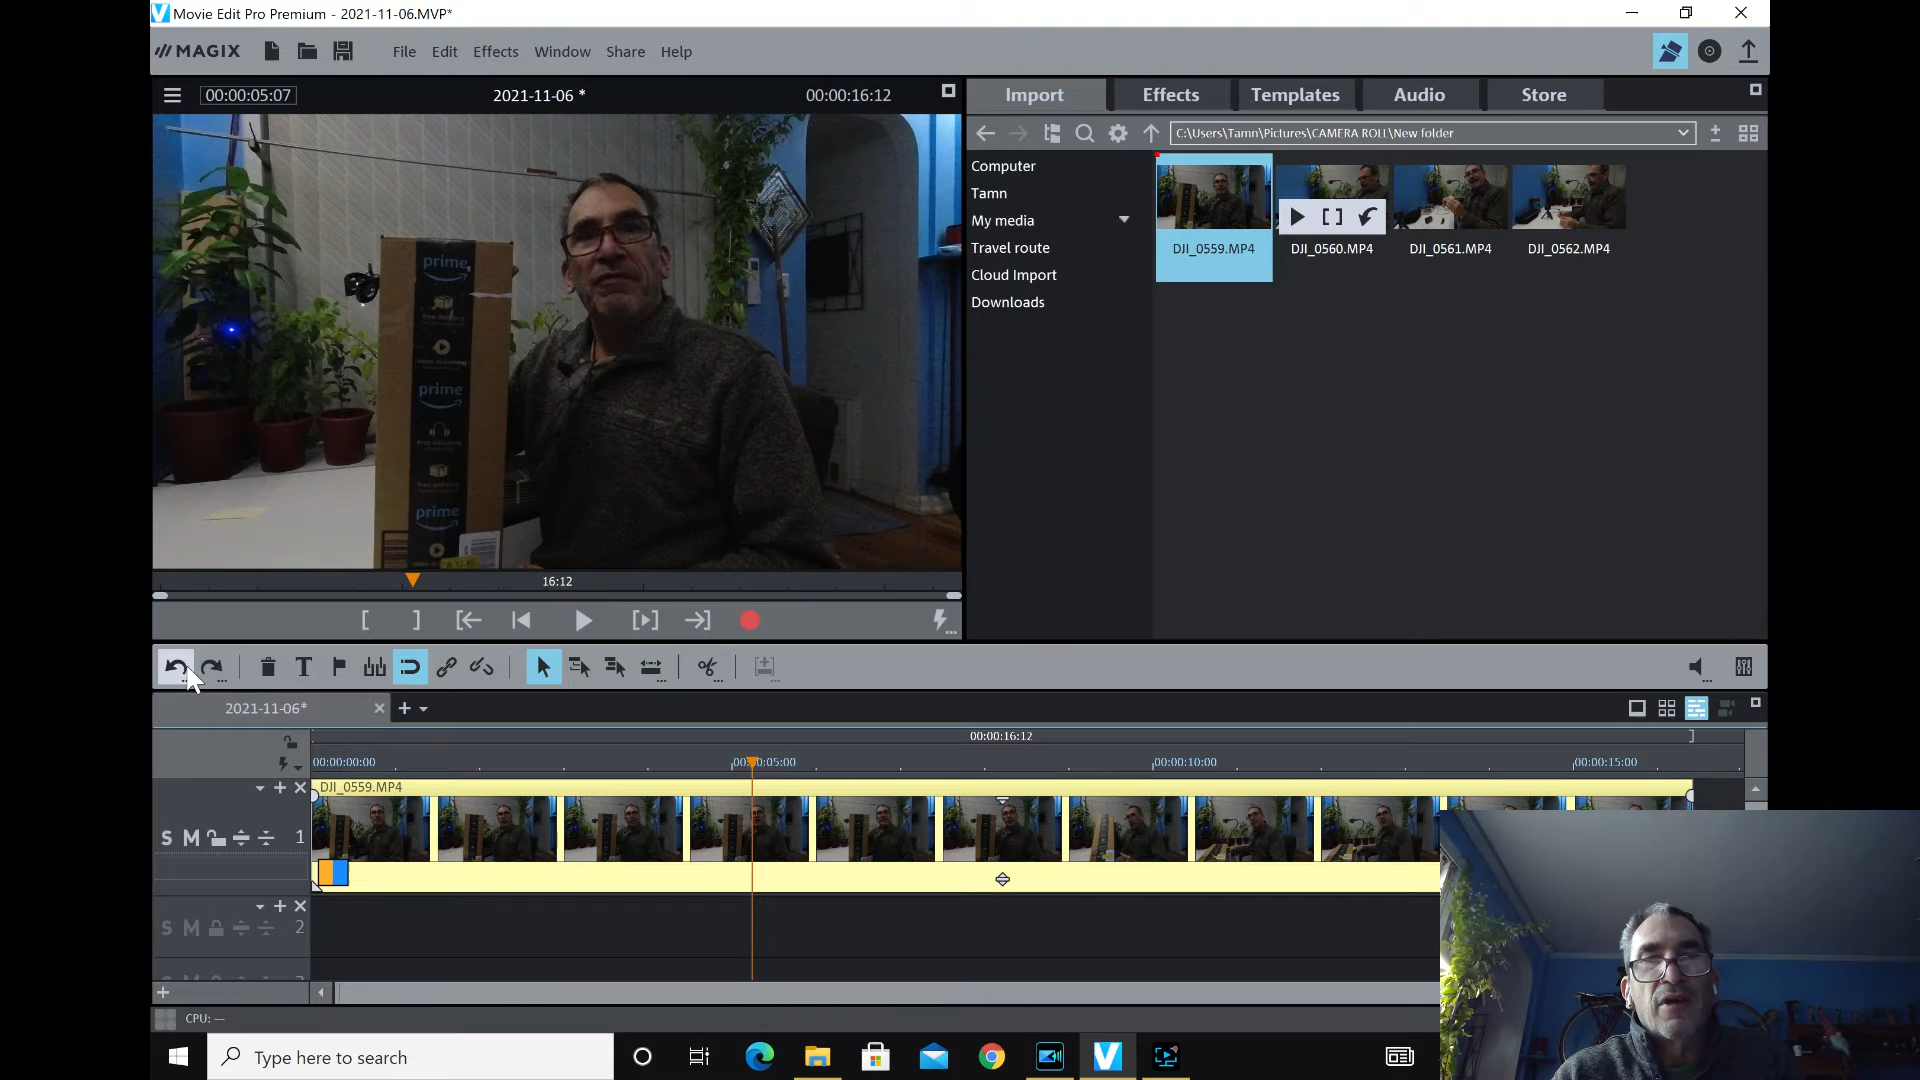 Movie Edit Pro Premium - 2021-11-06.MVP*
MAGIX File Edit Effects Window Share Help
00:00:05:07 2021-11-06 * 00:00:16:12
Import Effects Templates Audio Store
C:\Users\Tamn\Pictures\CAMERA ROLL\New folder
Computer
Tamn
My media
Travel route
Cloud Import
Downloads
DJI_0559.MP4 DJI_0560.MP4 DJI_0561.MP4 DJI_0562.MP4
prime
prime
prime
16:12
2021-11-06*
00:00:16:12
00:00:00:00 00:00:05:00 00:00:10:00 00:00:15:00
DJI_0559.MP4
S M 1
S M 2
CPU: ---
Type here to search